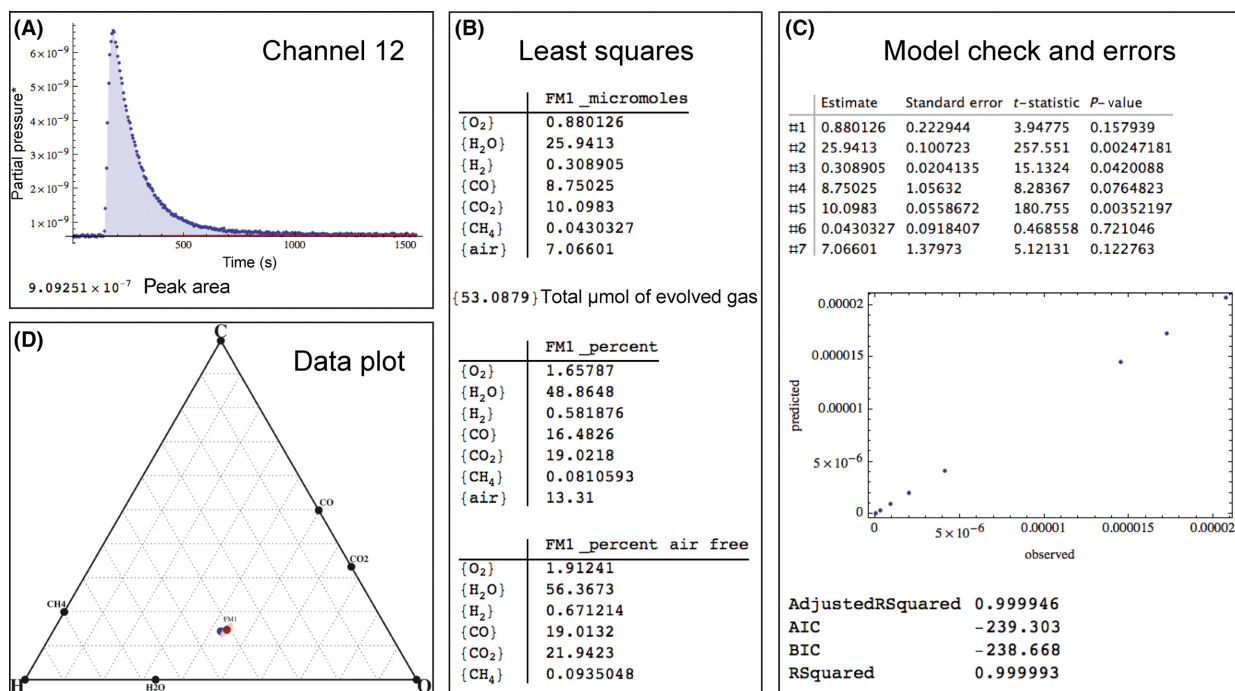 (A)
Channel 12
Partial pressure*
6.×10⁻⁹
5.×10⁻⁹
4.×10⁻⁹
3.×10⁻⁹
2.×10⁻⁹
1.×10⁻⁹
500 1000 1500
Time (s)
9.09251×10⁻⁷ Peak area
(B)
Least squares
FM1_micromoles
{O₂} 0.880126
{H₂O} 25.9413
{H₂} 0.308905
{CO} 8.75025
{CO₂} 10.0983
{CH₄} 0.0430327
{air} 7.06601
{53.0879} Total µmol of evolved gas
FM1_percent
{O₂} 1.65787
{H₂O} 48.8648
{H₂} 0.581876
{CO} 16.4826
{CO₂} 19.0218
{CH₄} 0.0810593
{air} 13.31
FM1_percent air free
{O₂} 1.91241
{H₂O} 56.3673
{H₂} 0.671214
{CO} 19.0132
{CO₂} 21.9423
{CH₄} 0.0935048
(C)
Model check and errors
Estimate Standard error t-statistic P-value
#1 0.880126 0.222944 3.94775 0.157939
#2 25.9413 0.100723 257.551 0.00247181
#3 0.308905 0.0204135 15.1324 0.0420088
#4 8.75025 1.05632 8.28367 0.0764823
#5 10.0983 0.0558672 180.755 0.00352197
#6 0.0430327 0.0918407 0.468558 0.721046
#7 7.06601 1.37973 5.12131 0.122763
predicted
0.00002
0.000015
0.00001
5×10⁻⁶
0
0 5×10⁻⁶ 0.00001 0.000015 0.00002
observed
AdjustedRSquared 0.999946
AIC -239.303
BIC -238.668
RSquared 0.999993
(D)
Data plot
C
CO
CO2
CH4
FM1
H
H2O
O